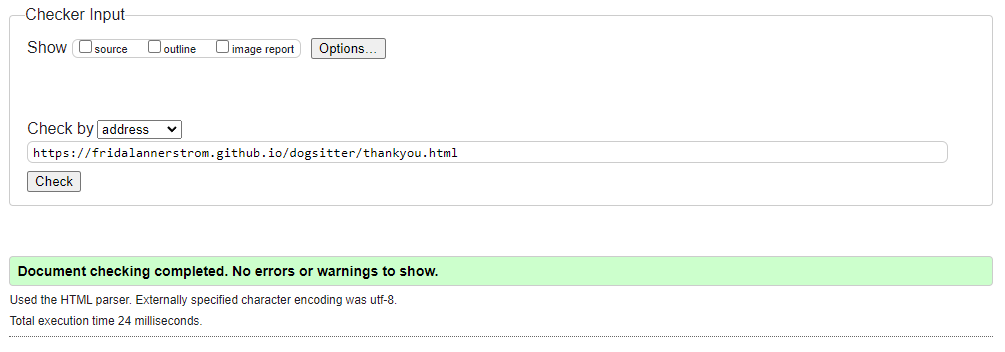 Checker Input
Show source outline image report Options...
Check by address
https://fridalannerstrom.github.io/dogsitter/thankyou.html
Check
Document checking completed. No errors or warnings to show.
Used the HTML parser. Externally specified character encoding was utf-8.
Total execution time 24 milliseconds.